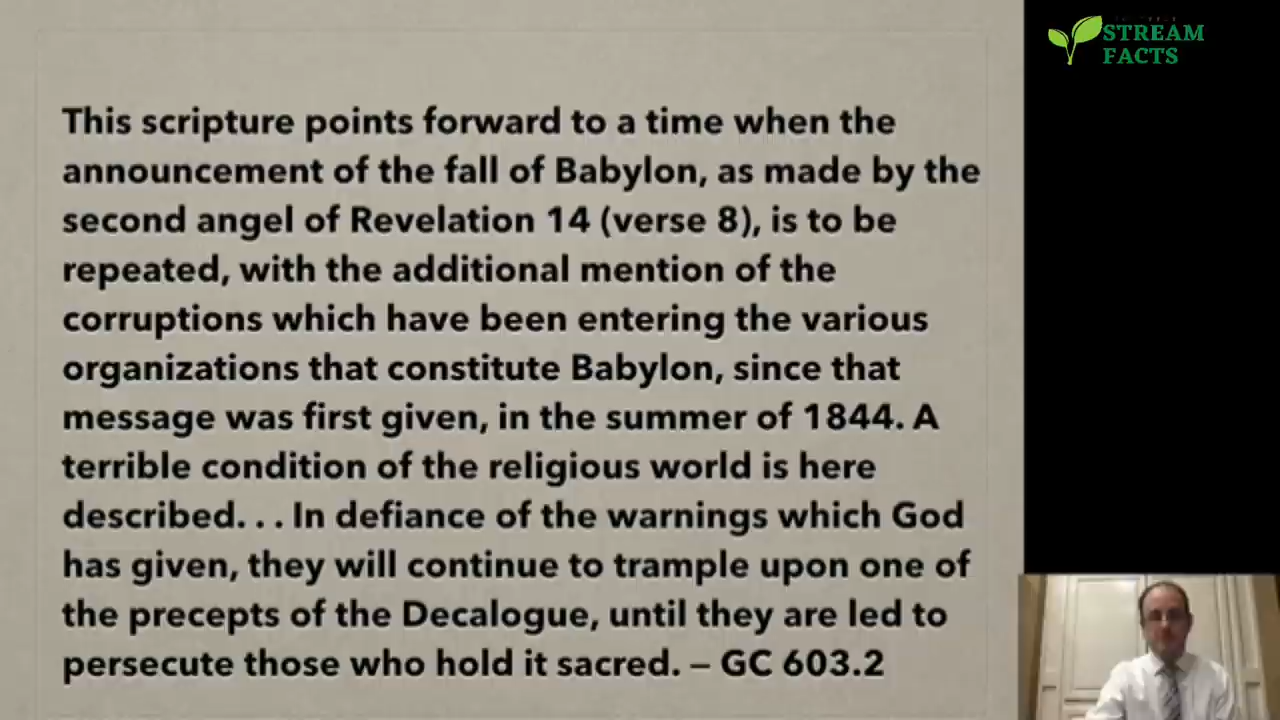 This scripture points forward to a time when the
announcement of the fall of Babylon, as made by the
second angel of Revelation 14 (verse 8), is to be
repeated, with the additional mention of the
corruptions which have been entering the various
organizations that constitute Babylon, since that
message was first given, in the summer of 1844. A
terrible condition of the religious world is here
described. . . In defiance of the warnings which God
has given, they will continue to trample upon one of
the precepts of the Decalogue, until they are led to
persecute those who hold it sacred. – GC 603.2
STREAM
FACTS